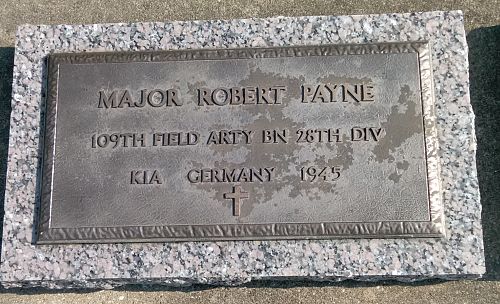 MAJOR ROBERT PAYNE
109TH FIELD ARTY BN 28TH DIV
KIA GERMANY 1945